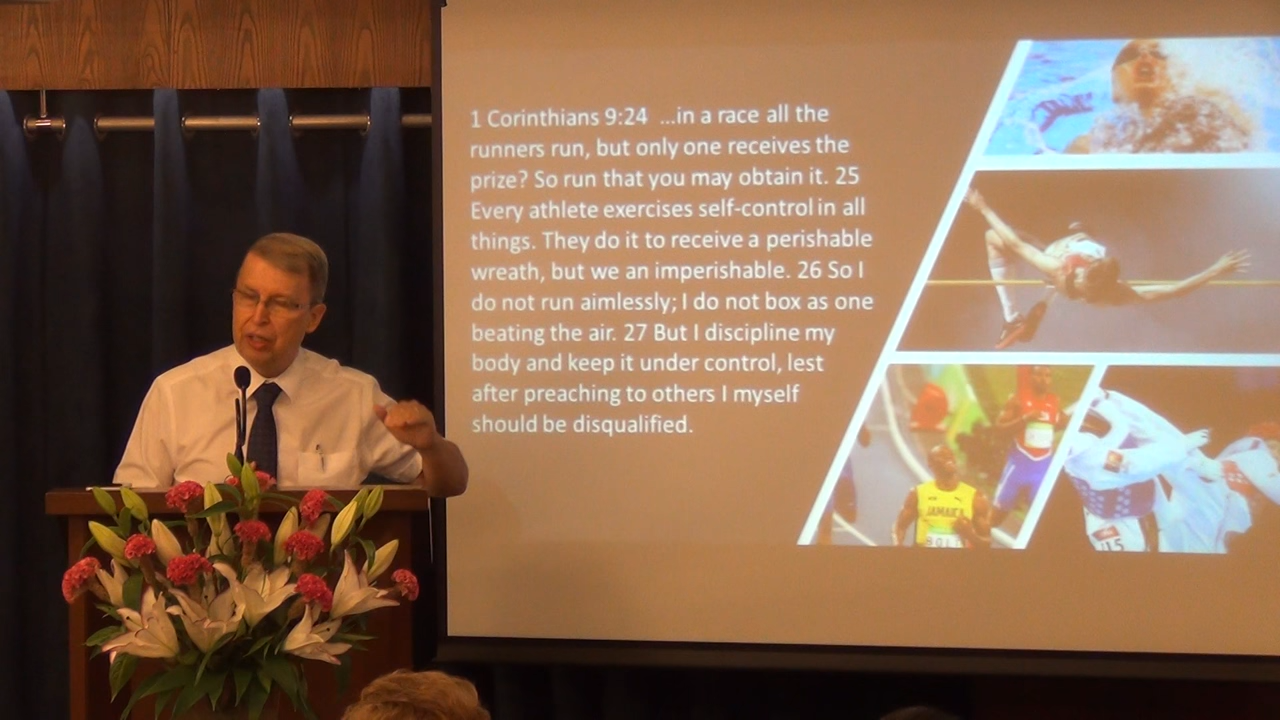 1 Corinthians 9:24 ...in a race all the
runners run, but only one receives the
prize? So run that you may obtain it. 25
Every athlete exercises self-control in all
things. They do it to receive a perishable
wreath, but we an imperishable. 26 So I
do not run aimlessly; I do not box as one
beating the air. 27 But I discipline my
body and keep it under control, lest
after preaching to others I myself
should be disqualified.
JAMAICA
BOLT